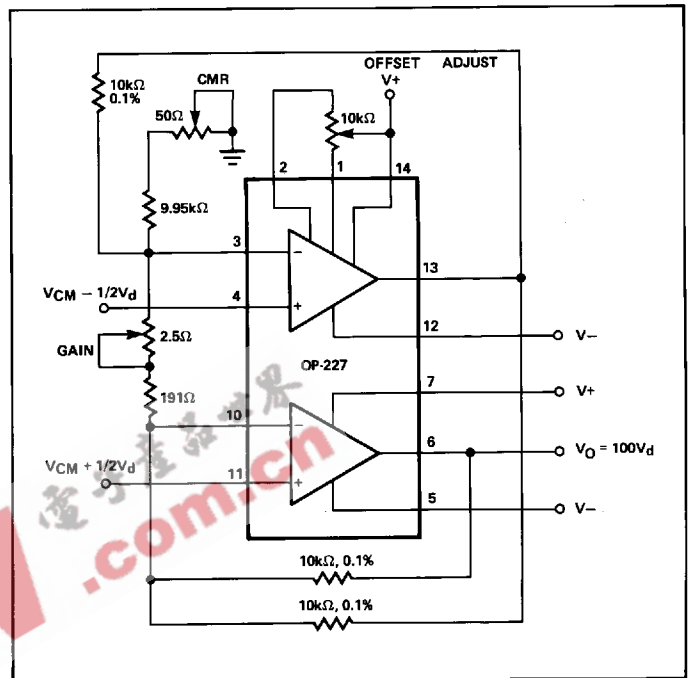 OFFSET ADJUST
V+
10kΩ
0.1%
CMR
50Ω
10kΩ
2
1
14
9.95kΩ
3
−
13
VCM − 1/2Vd
4
+
12
V−
GAIN
2.5Ω
OP-227
7
V+
191Ω
10
−
6
VO = 100Vd
VCM + 1/2Vd
11
+
5
V−
10kΩ, 0.1%
10kΩ, 0.1%
.com.cn